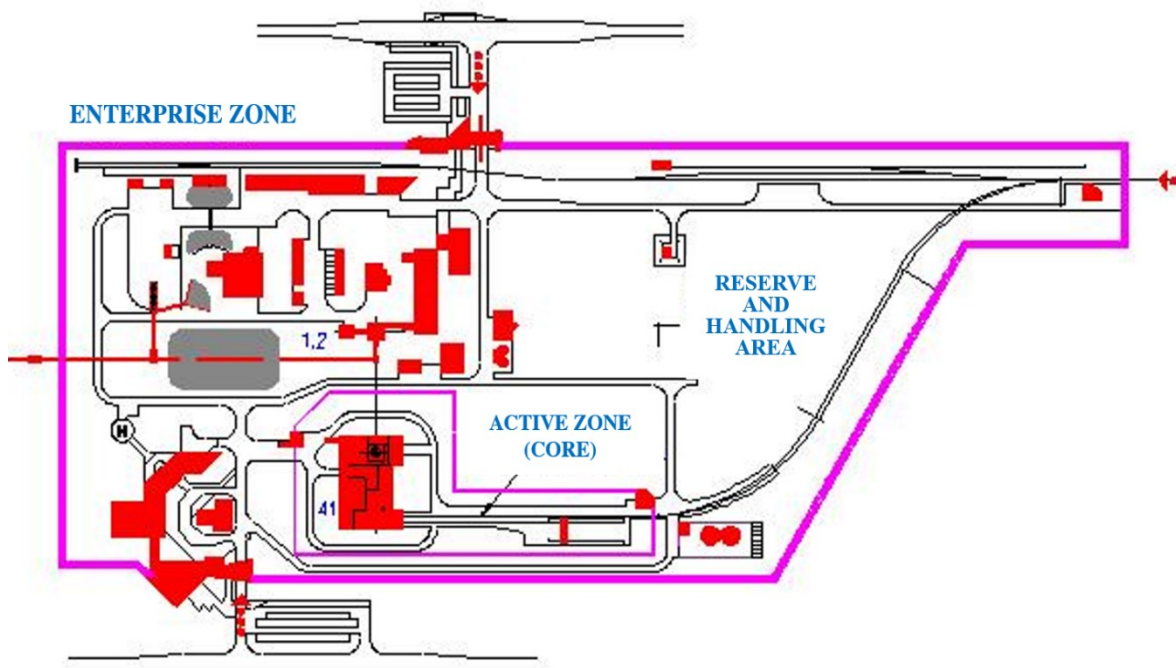 ENTERPRISE ZONE
RESERVE
AND
HANDLING
AREA
1,2
ACTIVE ZONE
(CORE)
H
41